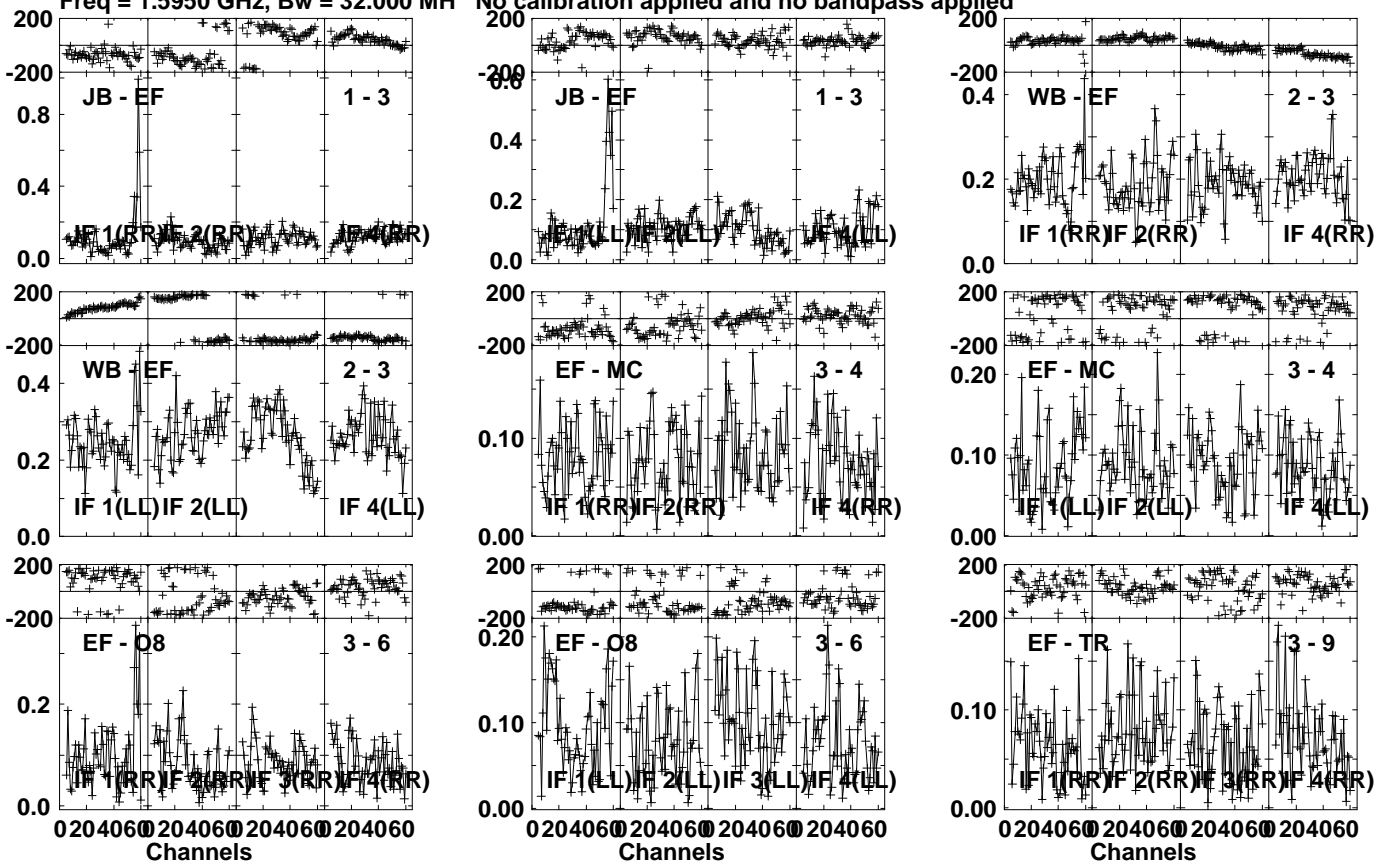 Freq = 1.5950 GHz, Bw = 32.000 MH No calibration applied and no bandpass applied
200
-200
JB - EF 1 - 3
0.8
0.4
0.0
IF 1(RR) IF 2(RR) IF 4(RR)
200
-200
0.6
JB - EF 1 - 3
0.4
0.2
0.0
IF 1(LL) IF 2(LL) IF 4(LL)
200
-200
0.4
WB - EF 2 - 3
0.2
0.0
IF 1(RR) IF 2(RR) IF 4(RR)
200
-200
WB - EF 2 - 3
0.4
0.2
0.0
IF 1(LL) IF 2(LL) IF 4(LL)
200
-200
EF - MC 3 - 4
0.10
0.00
IF 1(RR) IF 2(RR) IF 4(RR)
200
-200
EF - MC 3 - 4
0.20
0.10
0.00
IF 1(LL) IF 2(LL) IF 4(LL)
200
-200
EF - O8 3 - 6
0.2
0.0
IF 1(RR) IF 2(RR) IF 3(RR) IF 4(RR)
0 20 40 60 0 20 40 60 0 20 40 60 0 20 40 60
Channels
200
-200
0.20
EF - O8 3 - 6
0.10
0.00
IF 1(LL) IF 2(LL) IF 3(LL) IF 4(LL)
0 20 40 60 0 20 40 60 0 20 40 60 0 20 40 60
Channels
200
-200
EF - TR 3 - 9
0.10
0.00
IF 1(RR) IF 2(RR) IF 3(RR) IF 4(RR)
0 20 40 60 0 20 40 60 0 20 40 60 0 20 40 60
Channels